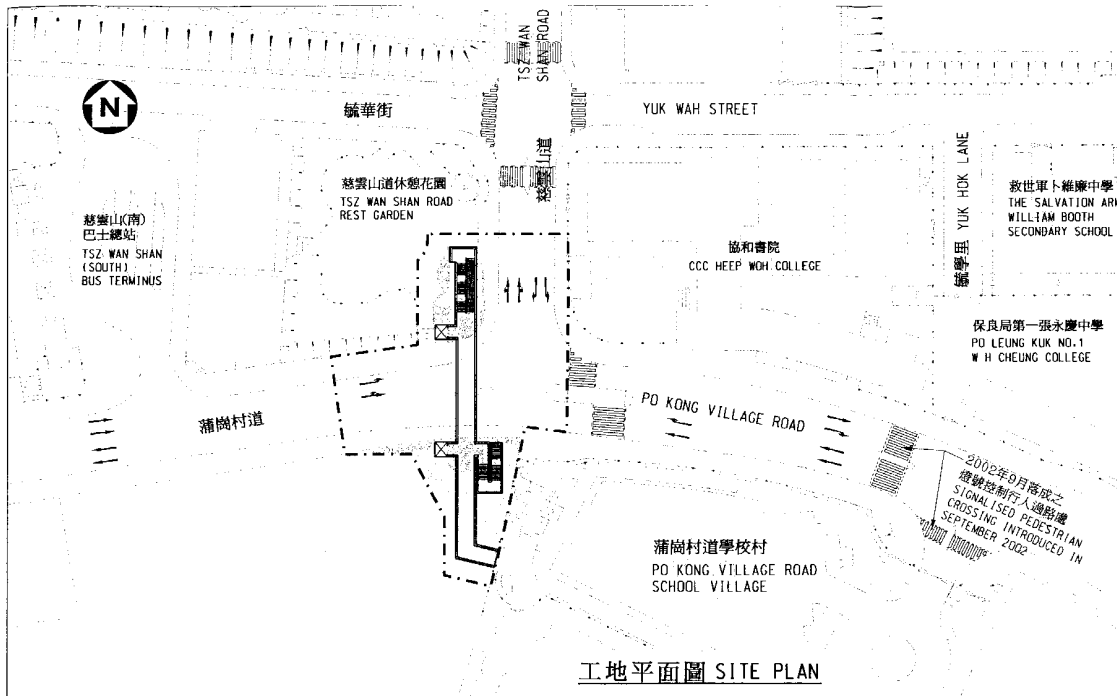 TSZ WAN
SHAN ROAD
N
毓華街
YUK WAH STREET
慈雲山道
慈雲山道休憩花園
TSZ WAN SHAN ROAD
REST GARDEN
慈雲山(南)
巴士總站
TSZ WAN SHAN
(SOUTH)
BUS TERMINUS
協和書院
CCC HEEP WOH COLLEGE
毓學里 YUK HOK LANE
救世軍卜維廉中學
THE SALVATION AR
WILLIAM BOOTH
SECONDARY SCHOOL
保良局第一張永慶中學
PO LEUNG KUK NO.1
W H CHEUNG COLLEGE
蒲崗村道
PO KONG VILLAGE ROAD
2002年9月落成之
燈號控制行人過路處
SIGNALISED PEDESTRIAN
CROSSING INTRODUCED IN
SEPTEMBER 2002
蒲崗村道學校村
PO KONG VILLAGE ROAD
SCHOOL VILLAGE
工地平面圖 SITE PLAN